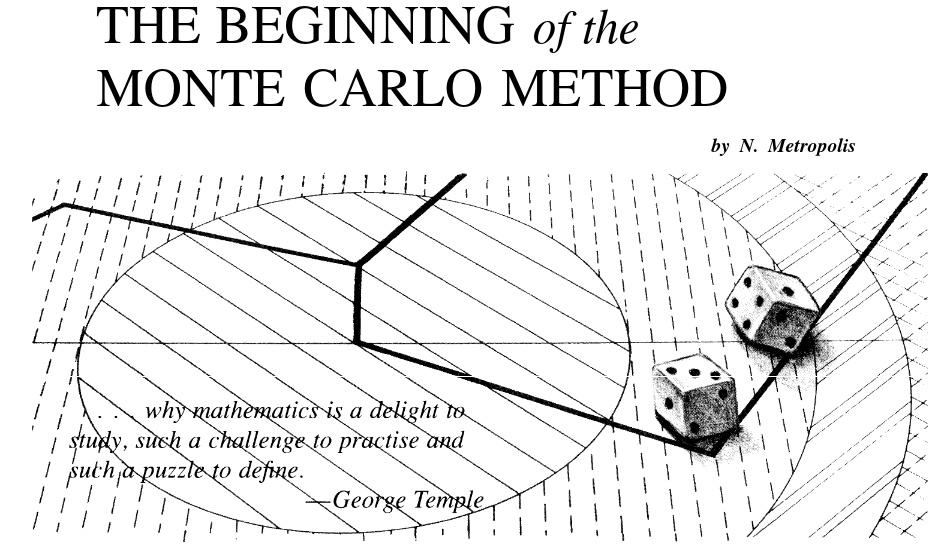 THE BEGINNING of the
MONTE CARLO METHOD
by N. Metropolis
. . . why mathematics is a delight to
study, such a challenge to practise and
such a puzzle to define.
—George Temple